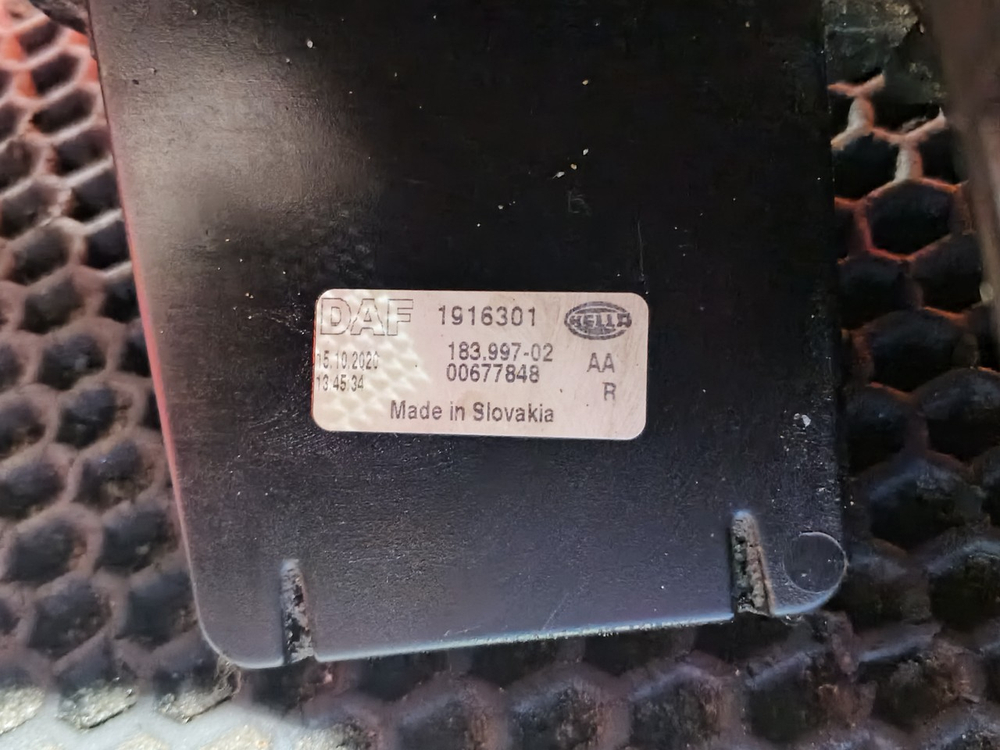 DAF 1916301 HELLA
183.997-02 AA
15.10.2020 00677848
13:45:34 R
Made in Slovakia